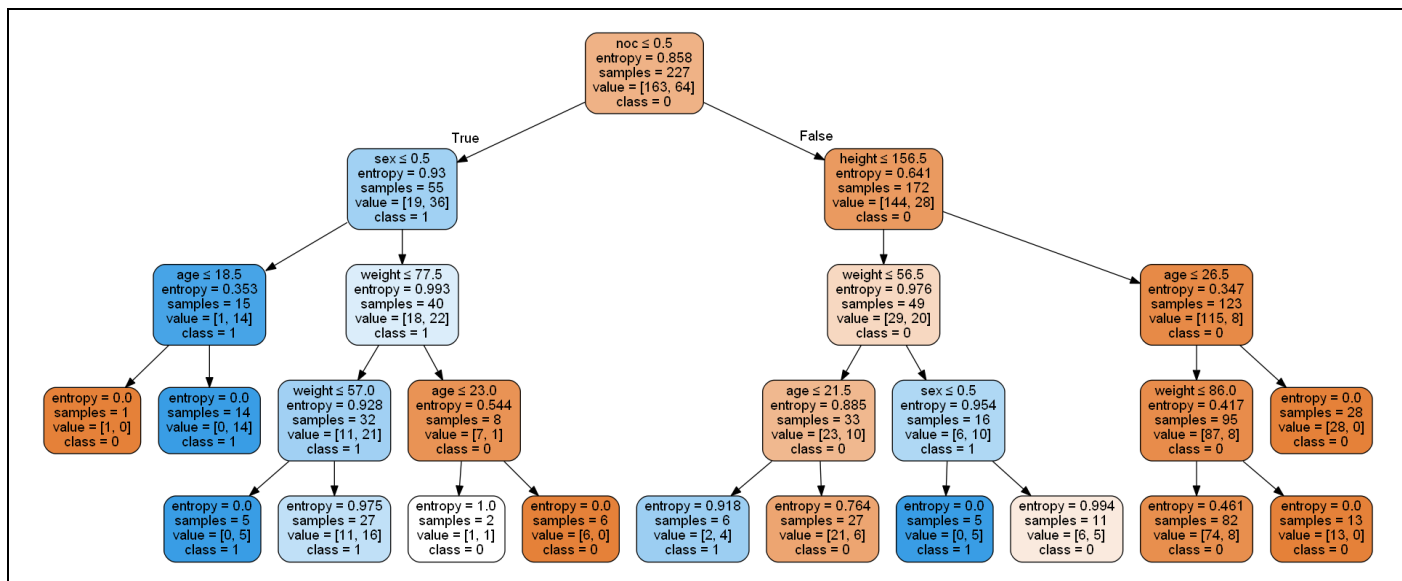 noc ≤ 0.5
entropy = 0.858
samples = 227
value = [163, 64]
class = 0
True
False
sex ≤ 0.5
entropy = 0.93
samples = 55
value = [19, 36]
class = 1
height ≤ 156.5
entropy = 0.641
samples = 172
value = [144, 28]
class = 0
age ≤ 18.5
entropy = 0.353
samples = 15
value = [1, 14]
class = 1
weight ≤ 77.5
entropy = 0.993
samples = 40
value = [18, 22]
class = 1
weight ≤ 56.5
entropy = 0.976
samples = 49
value = [29, 20]
class = 0
age ≤ 26.5
entropy = 0.347
samples = 123
value = [115, 8]
class = 0
entropy = 0.0
samples = 1
value = [1, 0]
class = 0
entropy = 0.0
samples = 14
value = [0, 14]
class = 1
weight ≤ 57.0
entropy = 0.928
samples = 32
value = [11, 21]
class = 1
age ≤ 23.0
entropy = 0.544
samples = 8
value = [7, 1]
class = 0
age ≤ 21.5
entropy = 0.885
samples = 33
value = [23, 10]
class = 0
sex ≤ 0.5
entropy = 0.954
samples = 16
value = [6, 10]
class = 1
weight ≤ 86.0
entropy = 0.417
samples = 95
value = [87, 8]
class = 0
entropy = 0.0
samples = 28
value = [28, 0]
class = 0
entropy = 0.0
samples = 5
value = [0, 5]
class = 1
entropy = 0.975
samples = 27
value = [11, 16]
class = 1
entropy = 1.0
samples = 2
value = [1, 1]
class = 0
entropy = 0.0
samples = 6
value = [6, 0]
class = 0
entropy = 0.918
samples = 6
value = [2, 4]
class = 1
entropy = 0.764
samples = 27
value = [21, 6]
class = 0
entropy = 0.0
samples = 5
value = [0, 5]
class = 1
entropy = 0.994
samples = 11
value = [6, 5]
class = 0
entropy = 0.461
samples = 82
value = [74, 8]
class = 0
entropy = 0.0
samples = 13
value = [13, 0]
class = 0